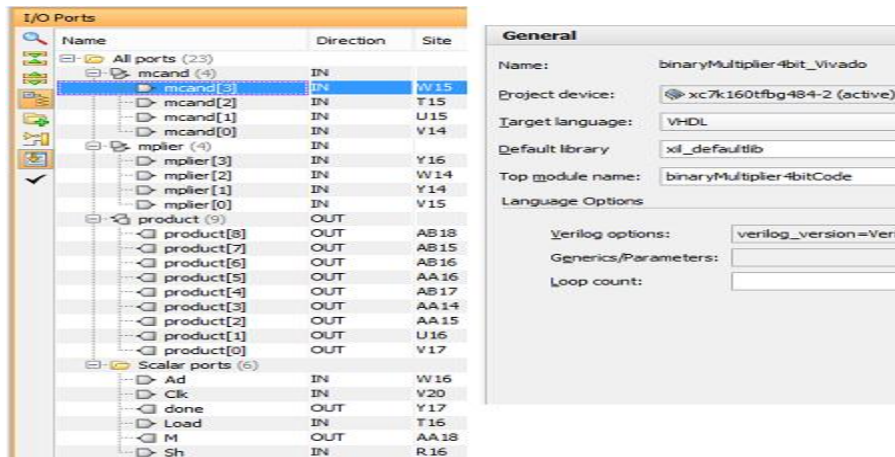 I/O Ports
Name Direction Site
All ports (23)
mcand (4) IN
mcand[3] IN W15
mcand[2] IN T15
mcand[1] IN U15
mcand[0] IN V14
mplier (4) IN
mplier[3] IN Y16
mplier[2] IN W14
mplier[1] IN Y14
mplier[0] IN V15
product (9) OUT
product[8] OUT AB18
product[7] OUT AB15
product[6] OUT AB16
product[5] OUT AA16
product[4] OUT AB17
product[3] OUT AA14
product[2] OUT AA15
product[1] OUT U16
product[0] OUT V17
Scalar ports (6)
Ad IN W16
Clk IN V20
done OUT Y17
Load IN T16
M OUT AA18
Sh IN R16
General
Name: binaryMultiplier4bit_Vivado
Project device: xc7k160tfbg484-2 (active)
Target language: VHDL
Default library xil_defaultlib
Top module name: binaryMultiplier4bitCode
Language Options
Verilog options: verilog_version=Ver
Generics/Parameters:
Loop count: